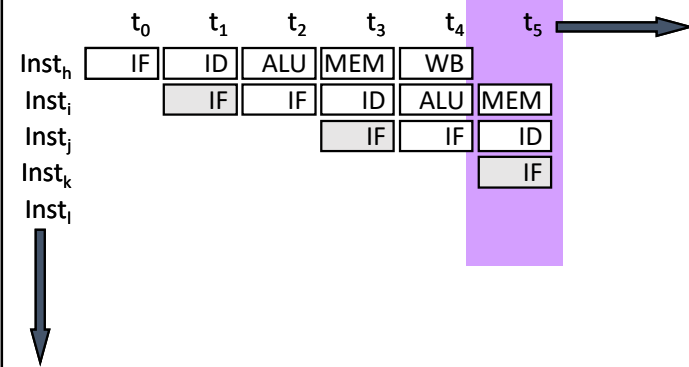 t₀ t₁ t₂ t₃ t₄ t₅
Instₕ IF ID ALU MEM WB
Instᵢ IF IF ID ALU MEM
Instⱼ IF IF ID
Instₖ IF
Instₗ